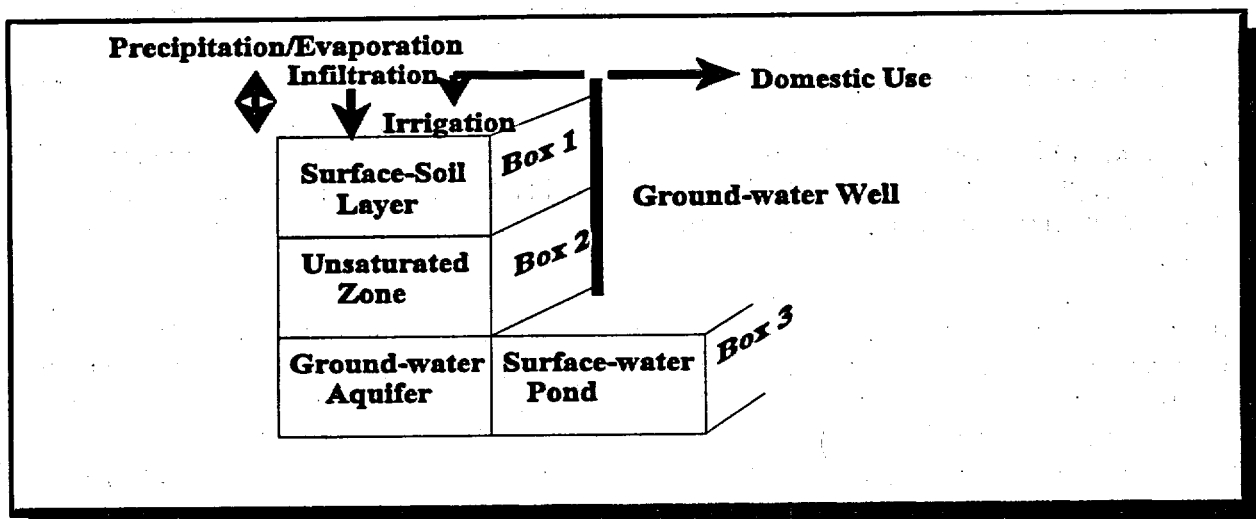 Precipitation/Evaporation
Infiltration
Domestic Use
Irrigation
Surface-Soil
Layer
Box 1
Ground-water Well
Unsaturated
Zone
Box 2
Ground-water
Aquifer
Surface-water
Pond
Box 3